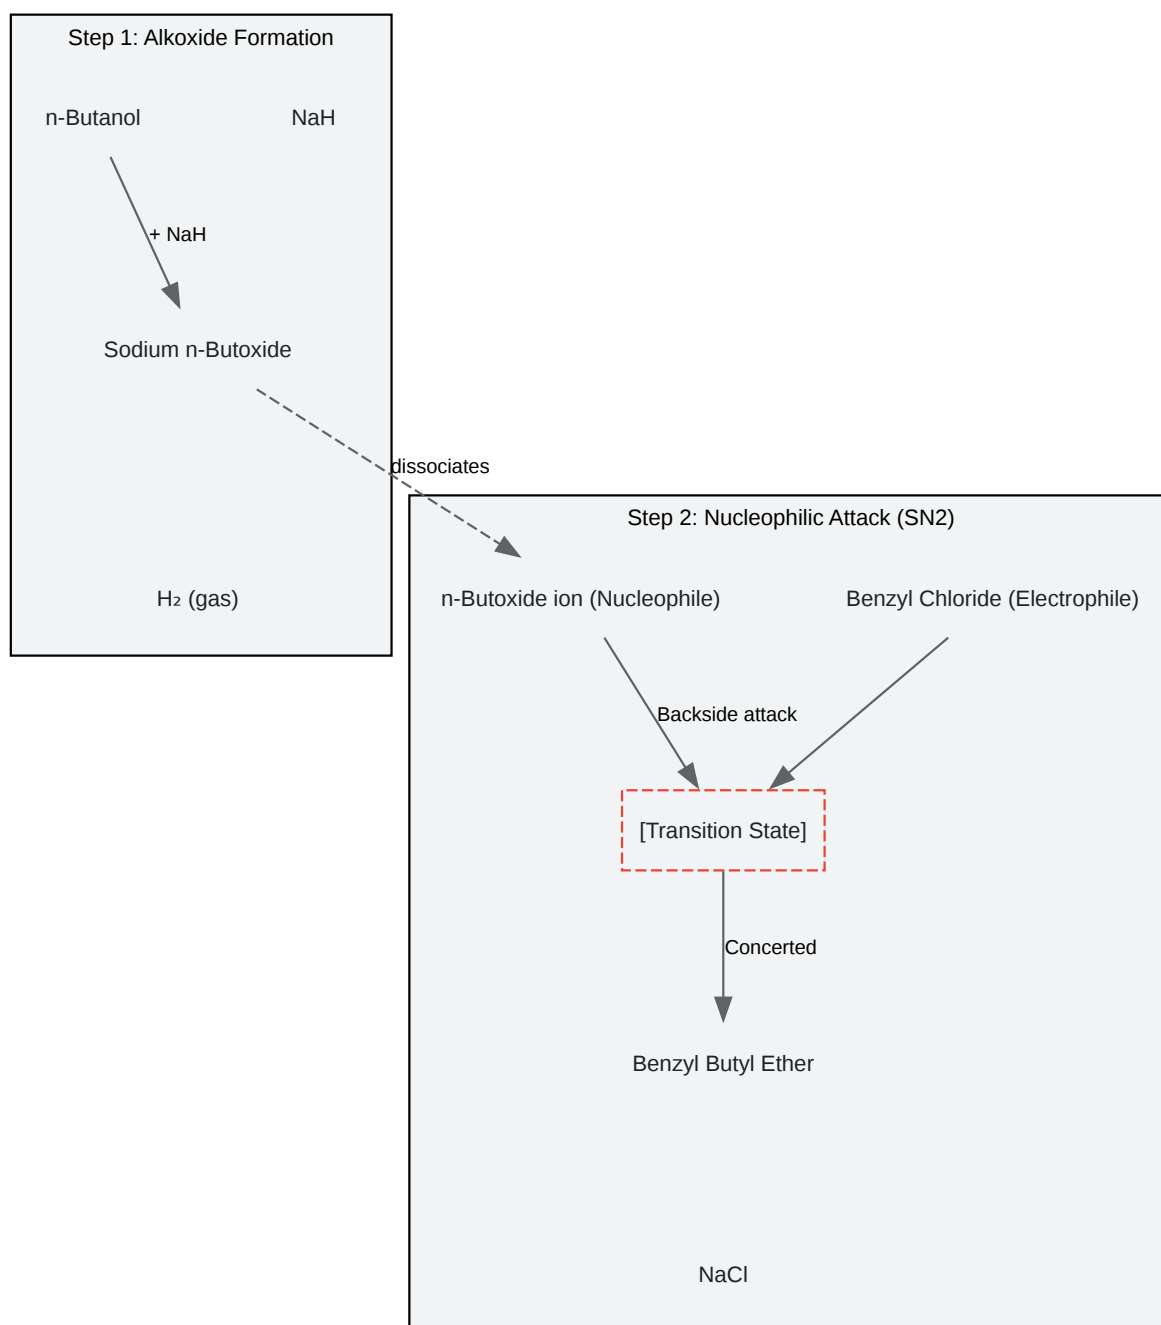 Step 1: Alkoxide Formation
n-Butanol
NaH
+ NaH
Sodium n-Butoxide
dissociates
H₂ (gas)
Step 2: Nucleophilic Attack (SN2)
n-Butoxide ion (Nucleophile)
Benzyl Chloride (Electrophile)
Backside attack
[Transition State]
Concerted
Benzyl Butyl Ether
NaCl